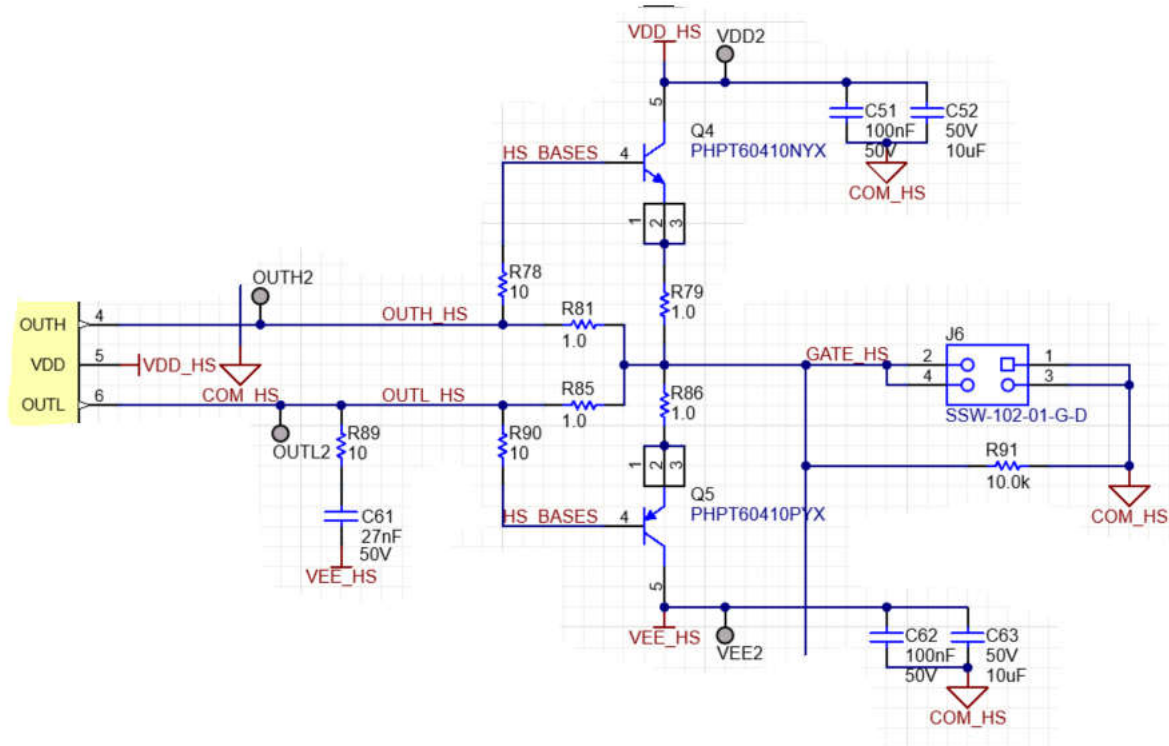 VDD_HS
VDD2
5
C51
100nF
50V
C52
50V
10uF
Q4
PHPT60410NYX
HS_BASES
4
COM_HS
1
2
3
OUTH2
R78
10
R79
1.0
OUTH
4
OUTH_HS
R81
1.0
J6
VDD
5
VDD_HS
GATE_HS
2
1
4
3
COM_HS
OUTL
6
OUTL_HS
R85
1.0
R86
1.0
SSW-102-01-G-D
OUTL2
R89
10
R90
10
1
2
3
R91
10.0k
Q5
PHPT60410PYX
HS_BASES
4
COM_HS
C61
27nF
50V
VEE_HS
5
VEE_HS
VEE2
C62
100nF
50V
C63
50V
10uF
COM_HS